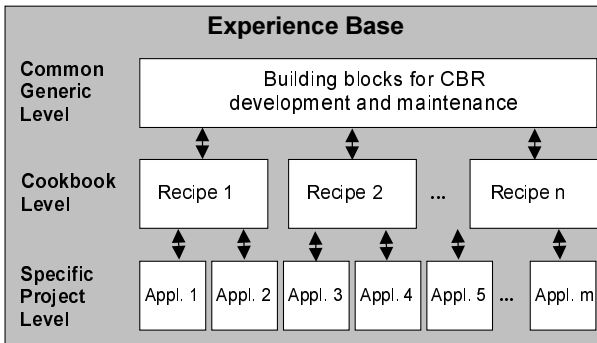 Experience Base
Common
Generic
Level
Building blocks for CBR
development and maintenance
Cookbook
Level
Recipe 1
Recipe 2
...
Recipe n
Specific
Project
Level
Appl. 1
Appl. 2
Appl. 3
Appl. 4
Appl. 5
...
Appl. m